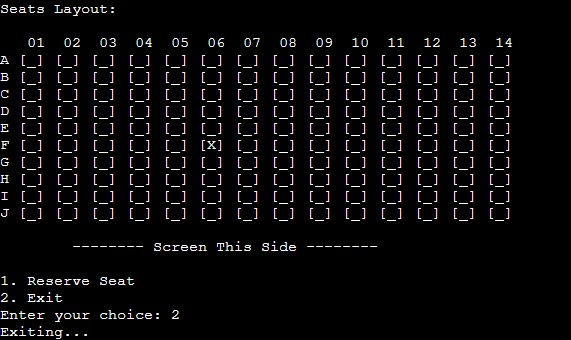 Seats Layout:
01 02 03 04 05 06 07 08 09 10 11 12 13 14
A [_] [_] [_] [_] [_] [_] [_] [_] [_] [_] [_] [_] [_] [_]
B [_] [_] [_] [_] [_] [_] [_] [_] [_] [_] [_] [_] [_] [_]
C [_] [_] [_] [_] [_] [_] [_] [_] [_] [_] [_] [_] [_] [_]
D [_] [_] [_] [_] [_] [_] [_] [_] [_] [_] [_] [_] [_] [_]
E [_] [_] [_] [_] [_] [_] [_] [_] [_] [_] [_] [_] [_] [_]
F [_] [_] [_] [_] [_] [X] [_] [_] [_] [_] [_] [_] [_] [_]
G [_] [_] [_] [_] [_] [_] [_] [_] [_] [_] [_] [_] [_] [_]
H [_] [_] [_] [_] [_] [_] [_] [_] [_] [_] [_] [_] [_] [_]
I [_] [_] [_] [_] [_] [_] [_] [_] [_] [_] [_] [_] [_] [_]
J [_] [_] [_] [_] [_] [_] [_] [_] [_] [_] [_] [_] [_] [_]
-------- Screen This Side --------
1. Reserve Seat
2. Exit
Enter your choice: 2
Exiting...